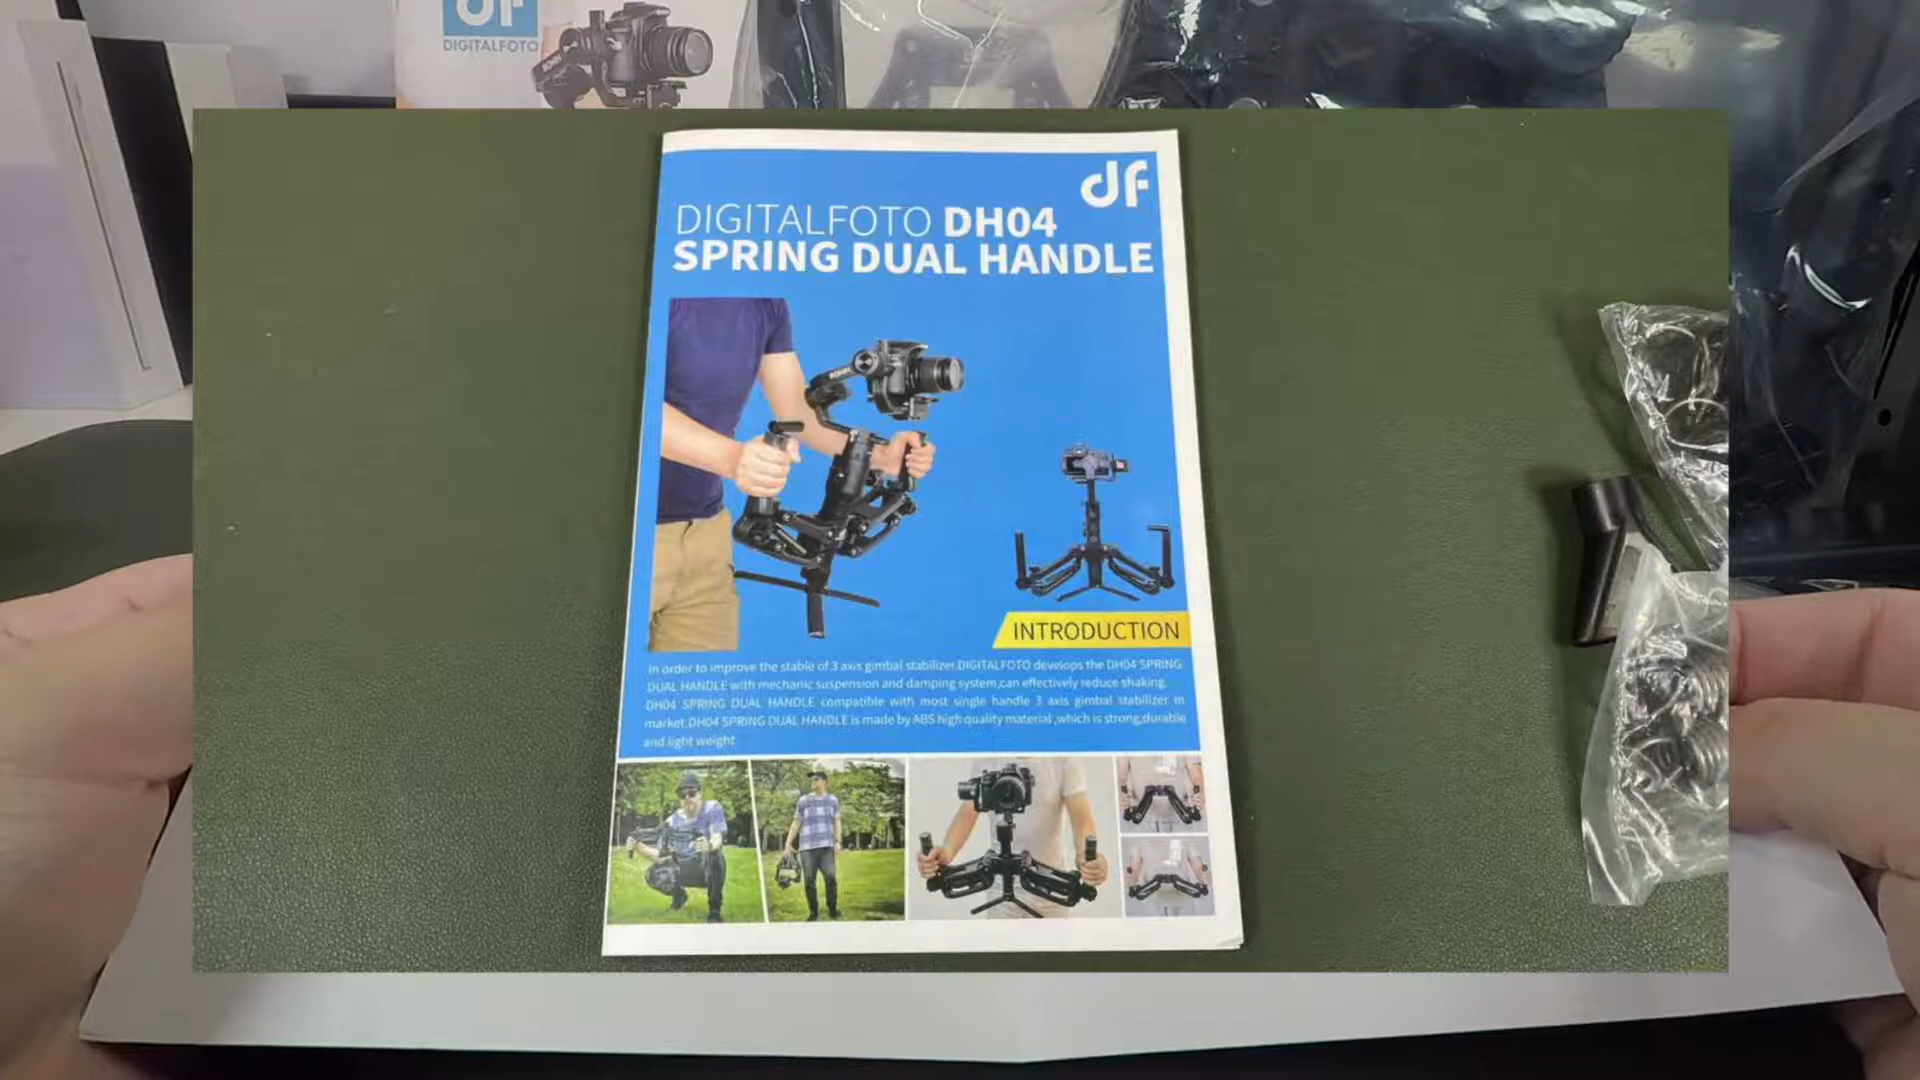 df
DIGITALFOTO
df
DIGITALFOTO DH04
SPRING DUAL HANDLE
RONIN
INTRODUCTION
In order to improve the stable of 3 axis gimbal stabilizer,DIGITALFOTO develops the DH04 SPRING
DUAL HANDLE with mechanic suspension and damping system,can effectively reduce shaking.
DH04 SPRING DUAL HANDLE compatible with most single handle 3 axis gimbal stabilizer in
market.DH04 SPRING DUAL HANDLE is made by ABS high quality material ,which is strong,durable
and light weight